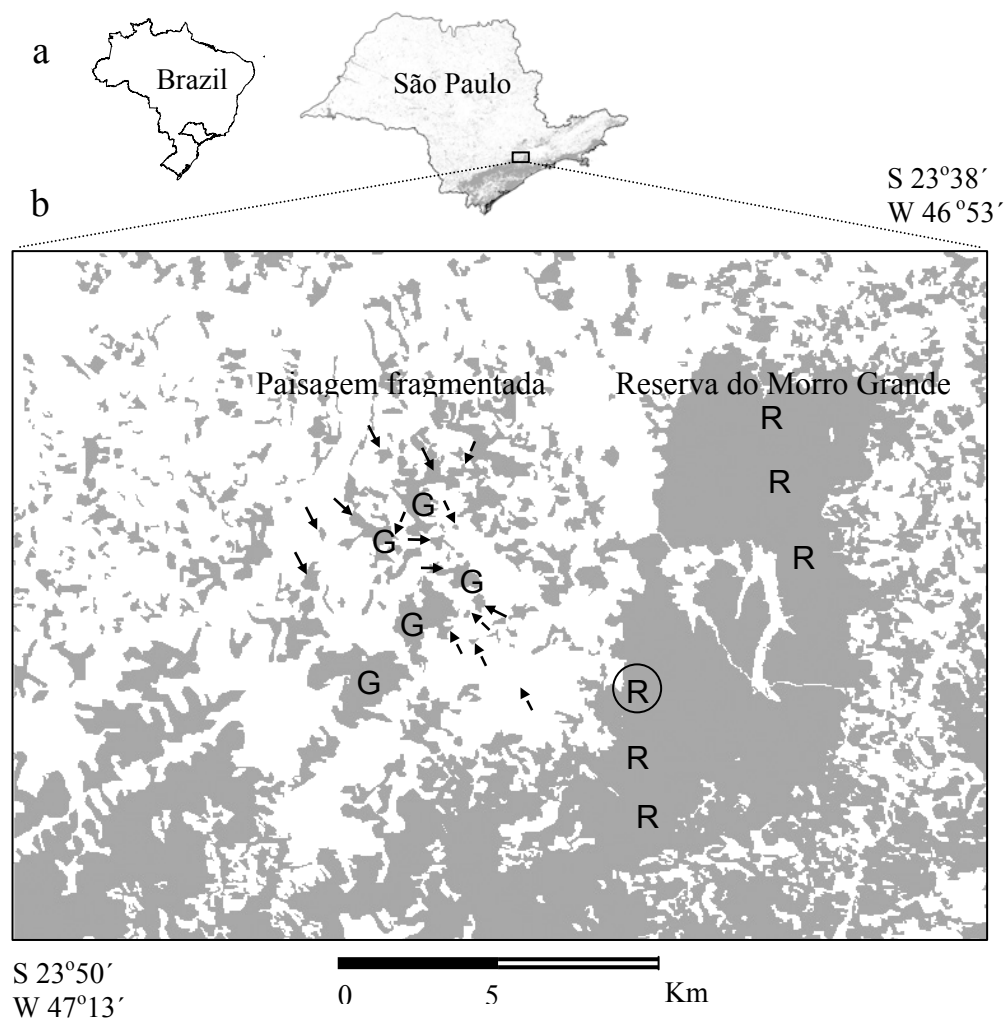 a
Brazil
São Paulo
b
S 23°38´
W 46°53´
Paisagem fragmentada
Reserva do Morro Grande
R
R
G
G
R
G
G
G
R
R
R
S 23°50´
W 47°13´
0 5 Km